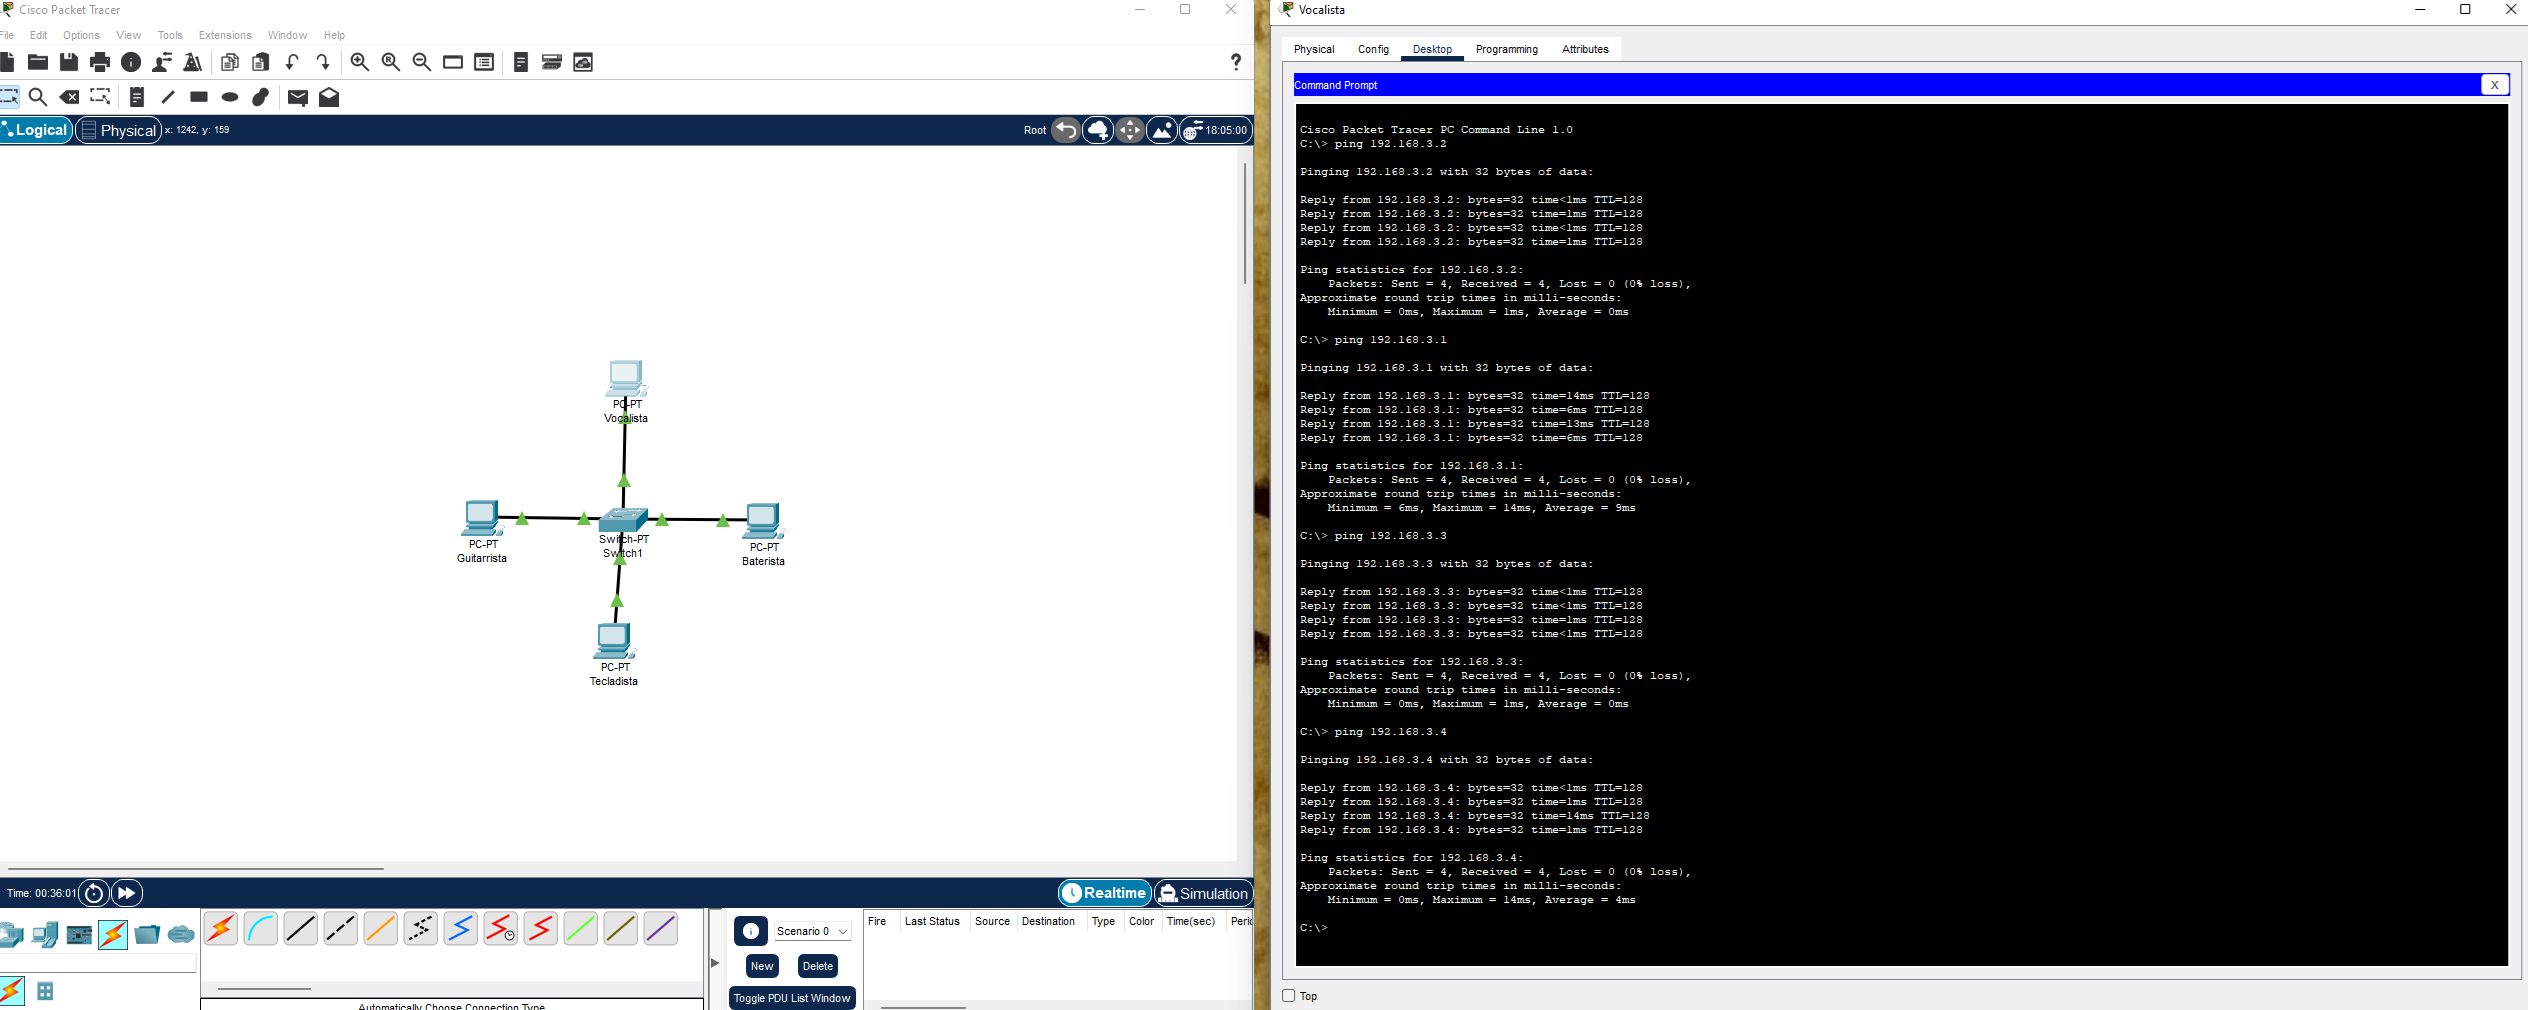 Cisco Packet Tracer
File Edit Options View Tools Extensions Window Help
Logical Physical x: 1242, y: 159 Root 18:05:00
PC-PT
Vocalista
PC-PT
Guitarrista
Switch-PT
Switch1
PC-PT
Baterista
PC-PT
Tecladista
Time: 00:36:01 Realtime Simulation
Scenario 0
New Delete
Toggle PDU List Window
Fire Last Status Source Destination Type Color Time(sec) Peric
Automatically Choose Connection Type
Vocalista
Physical Config Desktop Programming Attributes
Command Prompt X
Cisco Packet Tracer PC Command Line 1.0
C:\> ping 192.168.3.2
Pinging 192.168.3.2 with 32 bytes of data:
Reply from 192.168.3.2: bytes=32 time<1ms TTL=128
Reply from 192.168.3.2: bytes=32 time=1ms TTL=128
Reply from 192.168.3.2: bytes=32 time<1ms TTL=128
Reply from 192.168.3.2: bytes=32 time=1ms TTL=128
Ping statistics for 192.168.3.2:
Packets: Sent = 4, Received = 4, Lost = 0 (0% loss),
Approximate round trip times in milli-seconds:
Minimum = 0ms, Maximum = 1ms, Average = 0ms
C:\> ping 192.168.3.1
Pinging 192.168.3.1 with 32 bytes of data:
Reply from 192.168.3.1: bytes=32 time=14ms TTL=128
Reply from 192.168.3.1: bytes=32 time=6ms TTL=128
Reply from 192.168.3.1: bytes=32 time=13ms TTL=128
Reply from 192.168.3.1: bytes=32 time=6ms TTL=128
Ping statistics for 192.168.3.1:
Packets: Sent = 4, Received = 4, Lost = 0 (0% loss),
Approximate round trip times in milli-seconds:
Minimum = 6ms, Maximum = 14ms, Average = 9ms
C:\> ping 192.168.3.3
Pinging 192.168.3.3 with 32 bytes of data:
Reply from 192.168.3.3: bytes=32 time<1ms TTL=128
Reply from 192.168.3.3: bytes=32 time<1ms TTL=128
Reply from 192.168.3.3: bytes=32 time=1ms TTL=128
Reply from 192.168.3.3: bytes=32 time<1ms TTL=128
Ping statistics for 192.168.3.3:
Packets: Sent = 4, Received = 4, Lost = 0 (0% loss),
Approximate round trip times in milli-seconds:
Minimum = 0ms, Maximum = 1ms, Average = 0ms
C:\> ping 192.168.3.4
Pinging 192.168.3.4 with 32 bytes of data:
Reply from 192.168.3.4: bytes=32 time<1ms TTL=128
Reply from 192.168.3.4: bytes=32 time=1ms TTL=128
Reply from 192.168.3.4: bytes=32 time=14ms TTL=128
Reply from 192.168.3.4: bytes=32 time=1ms TTL=128
Ping statistics for 192.168.3.4:
Packets: Sent = 4, Received = 4, Lost = 0 (0% loss),
Approximate round trip times in milli-seconds:
Minimum = 0ms, Maximum = 14ms, Average = 4ms
C:\>
Top